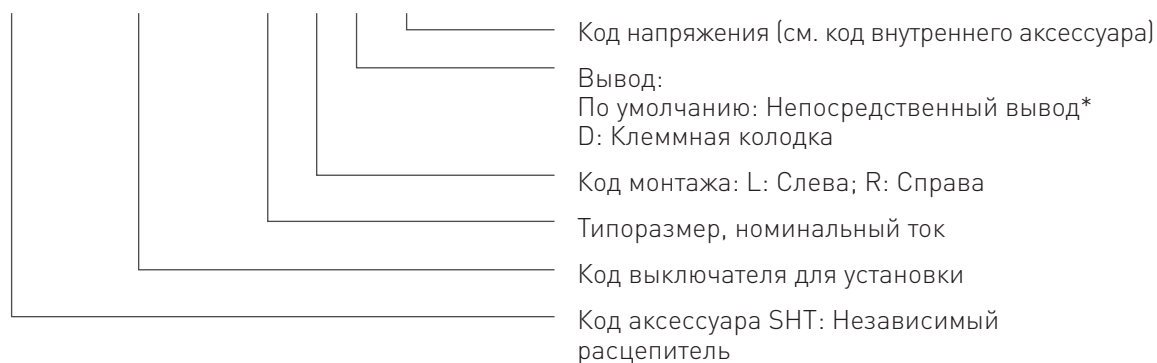 Код напряжения (см. код внутреннего аксессуара)
Вывод:
По умолчанию: Непосредственный вывод*
D: Клеммная колодка
Код монтажа: L: Слева; R: Справа
Типоразмер, номинальный ток
Код выключателя для установки
Код аксессуара SHT: Независимый
расцепитель